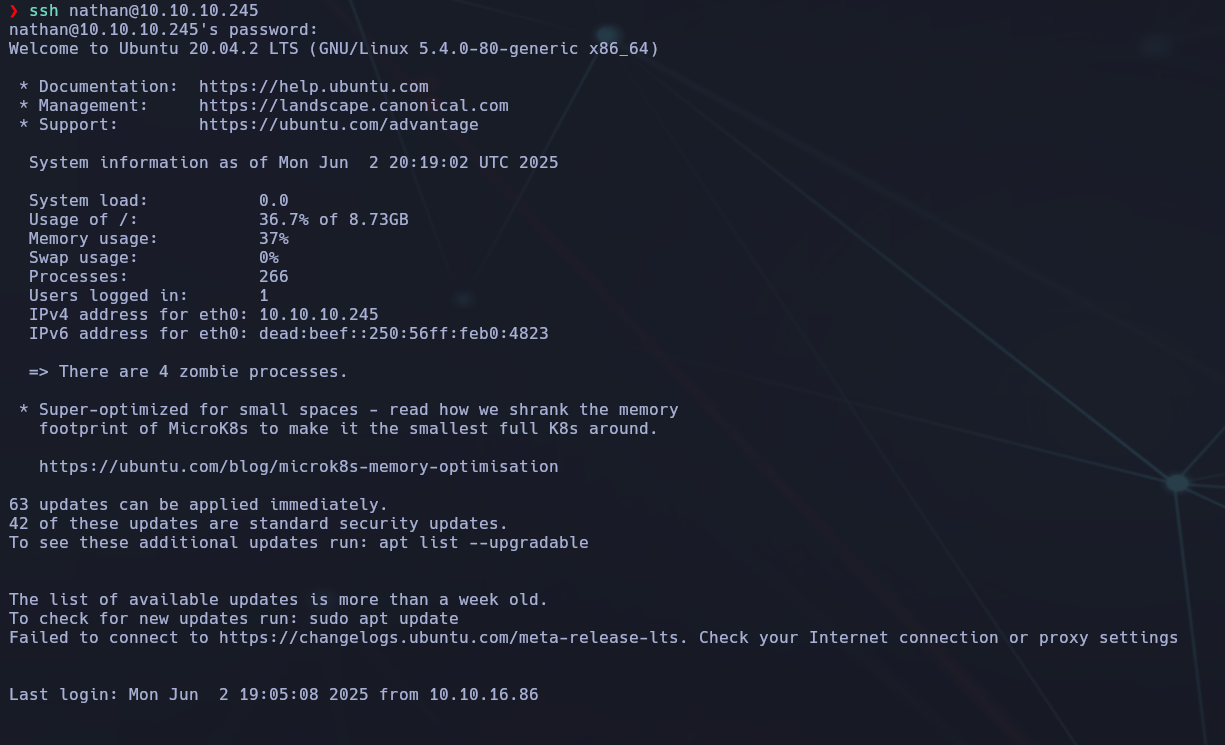 ❯ ssh nathan@10.10.10.245
nathan@10.10.10.245's password:
Welcome to Ubuntu 20.04.2 LTS (GNU/Linux 5.4.0-80-generic x86_64)
* Documentation:  https://help.ubuntu.com
* Management:     https://landscape.canonical.com
* Support:        https://ubuntu.com/advantage
System information as of Mon Jun  2 20:19:02 UTC 2025
System load:           0.0
Usage of /:            36.7% of 8.73GB
Memory usage:          37%
Swap usage:            0%
Processes:             266
Users logged in:       1
IPv4 address for eth0: 10.10.10.245
IPv6 address for eth0: dead:beef::250:56ff:feb0:4823
=> There are 4 zombie processes.
* Super-optimized for small spaces - read how we shrank the memory
footprint of MicroK8s to make it the smallest full K8s around.
https://ubuntu.com/blog/microk8s-memory-optimisation
63 updates can be applied immediately.
42 of these updates are standard security updates.
To see these additional updates run: apt list --upgradable
The list of available updates is more than a week old.
To check for new updates run: sudo apt update
Failed to connect to https://changelogs.ubuntu.com/meta-release-lts. Check your Internet connection or proxy settings
Last login: Mon Jun  2 19:05:08 2025 from 10.10.16.86